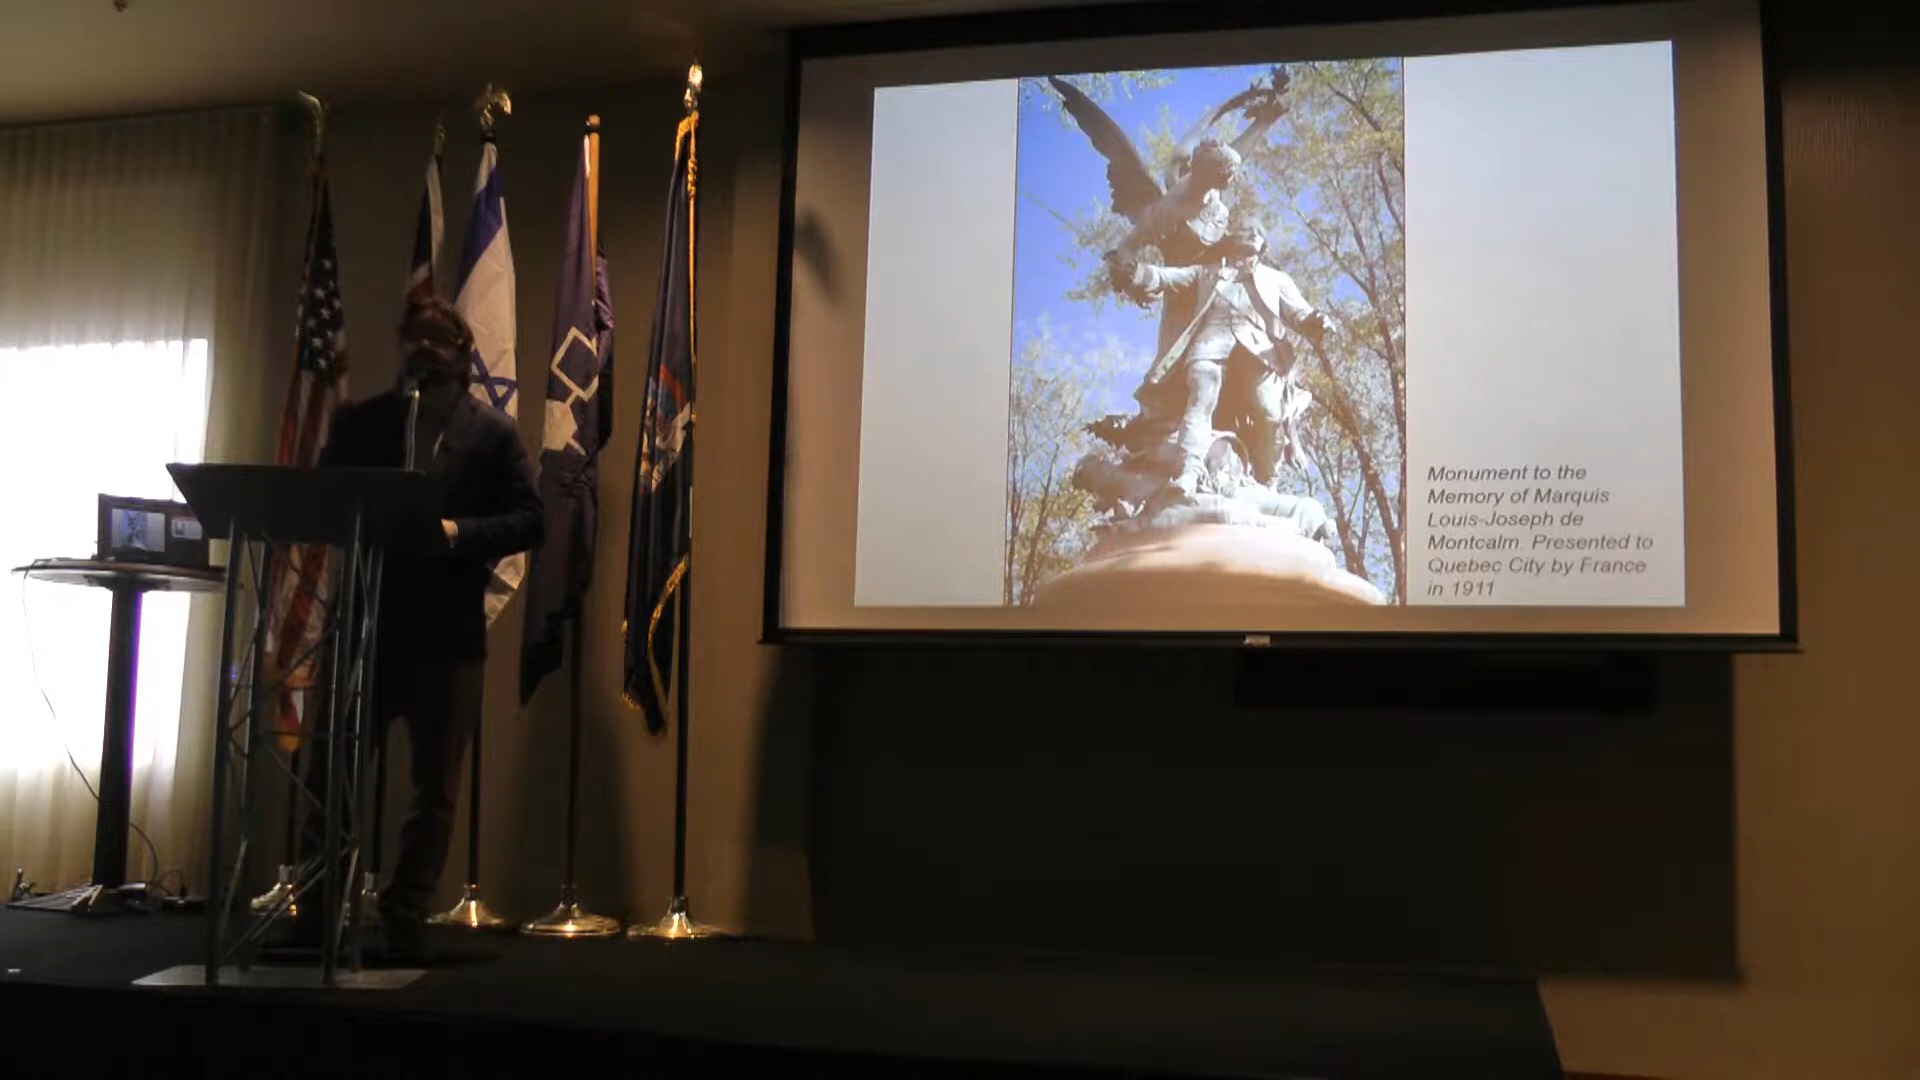 Monument to the
Memory of Marquis
Louis-Joseph de
Montcalm. Presented to
Quebec City by France
in 1911